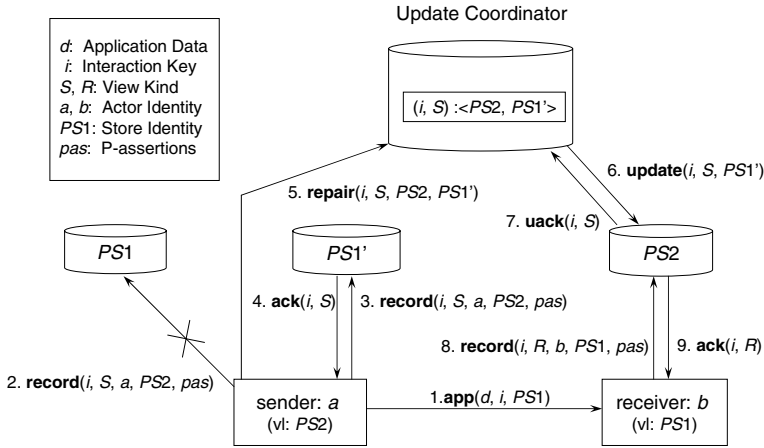 Update Coordinator
d: Application Data
i: Interaction Key
S, R: View Kind
a, b: Actor Identity
PS1: Store Identity
pas: P-assertions
(i, S) :<PS2, PS1’>
6. update(i, S, PS1’)
5. repair(i, S, PS2, PS1’)
7. uack(i, S)
PS1
PS1’
PS2
4. ack(i, S)
3. record(i, S, a, PS2, pas)
8. record(i, R, b, PS1, pas)
9. ack(i, R)
2. record(i, S, a, PS2, pas)
sender: a
(vl: PS2)
1.app(d, i, PS1)
receiver: b
(vl: PS1)